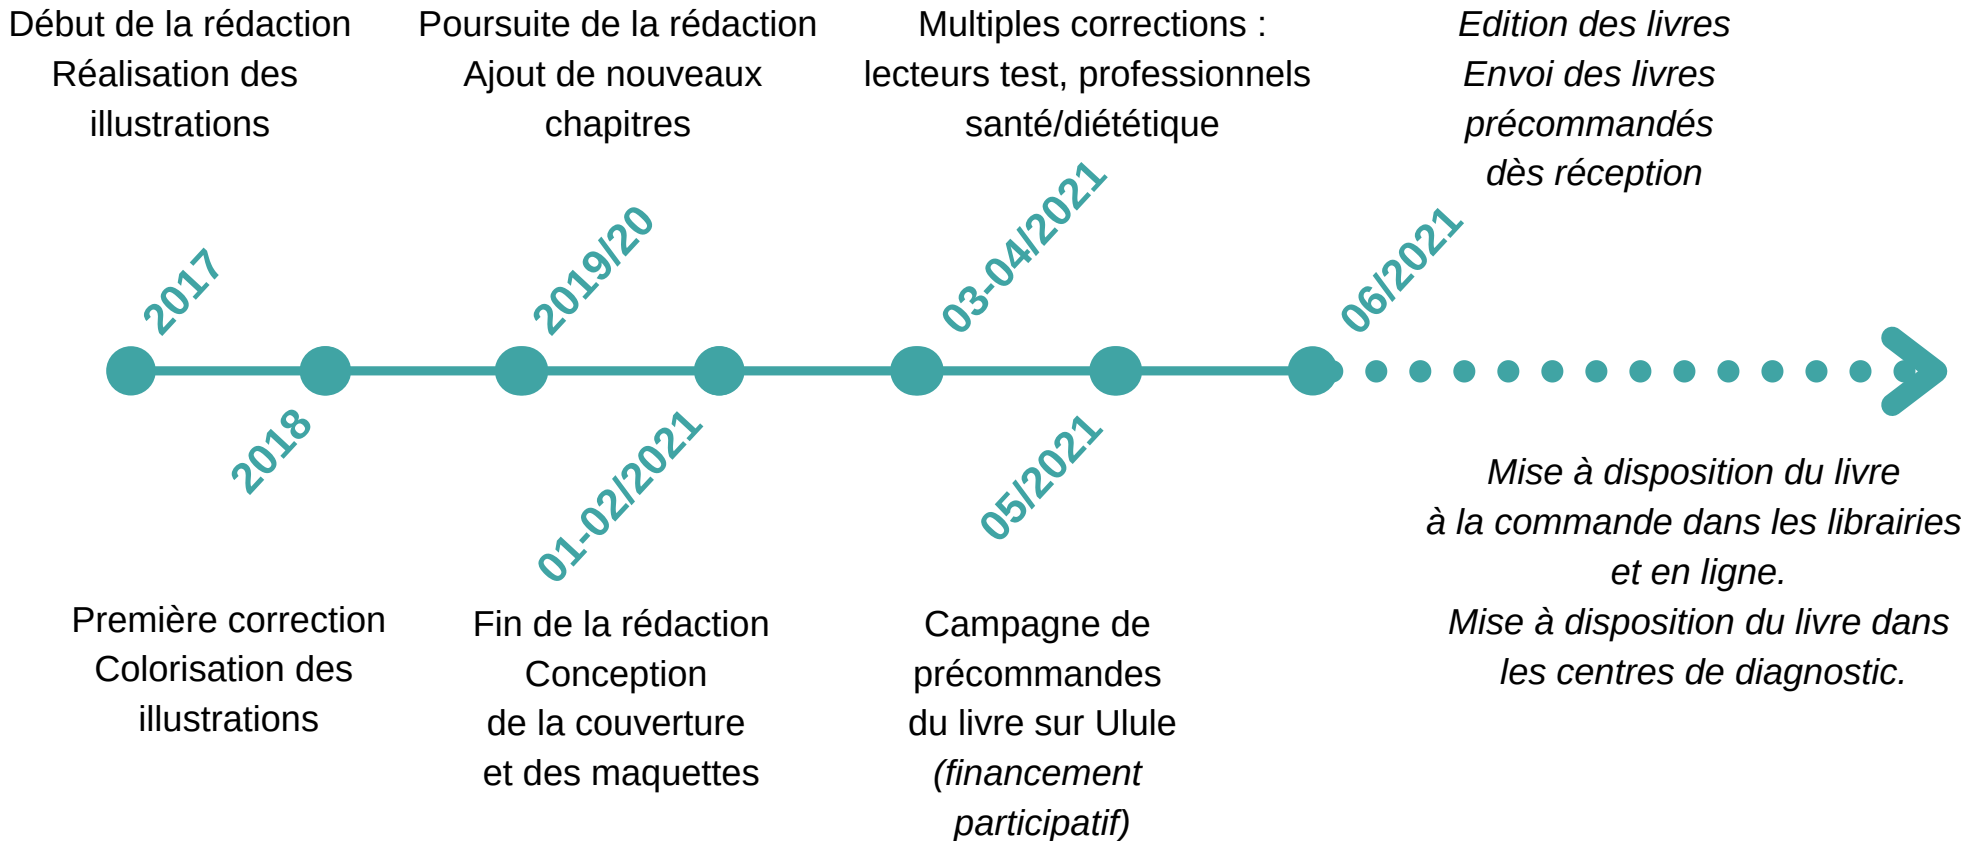 Début de la rédaction
Réalisation des
illustrations
2017
2018
Première correction
Colorisation des
illustrations
Poursuite de la rédaction
Ajout de nouveaux
chapitres
2019/20
01-02/2021
Fin de la rédaction
Conception
de la couverture
et des maquettes
Multiples corrections :
lecteurs test, professionnels
santé/diététique
03-04/2021
05/2021
Campagne de
précommandes
du livre sur Ulule
(financement
participatif)
Edition des livres
Envoi des livres
précommandés
dès réception
06/2021
Mise à disposition du livre
à la commande dans les librairies
et en ligne.
Mise à disposition du livre dans
les centres de diagnostic.